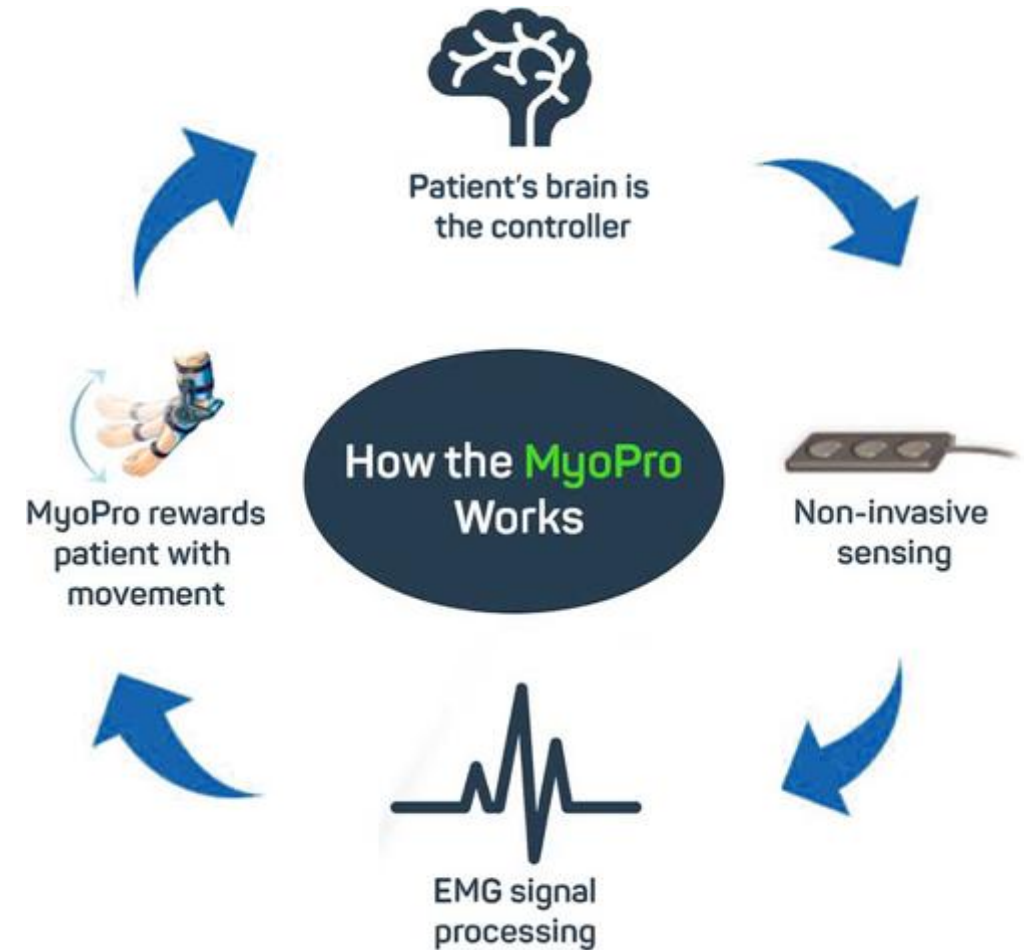 Patient's brain is
the controller
How the MyoPro
Works
Non-invasive
sensing
EMG signal
processing
MyoPro rewards
patient with
movement